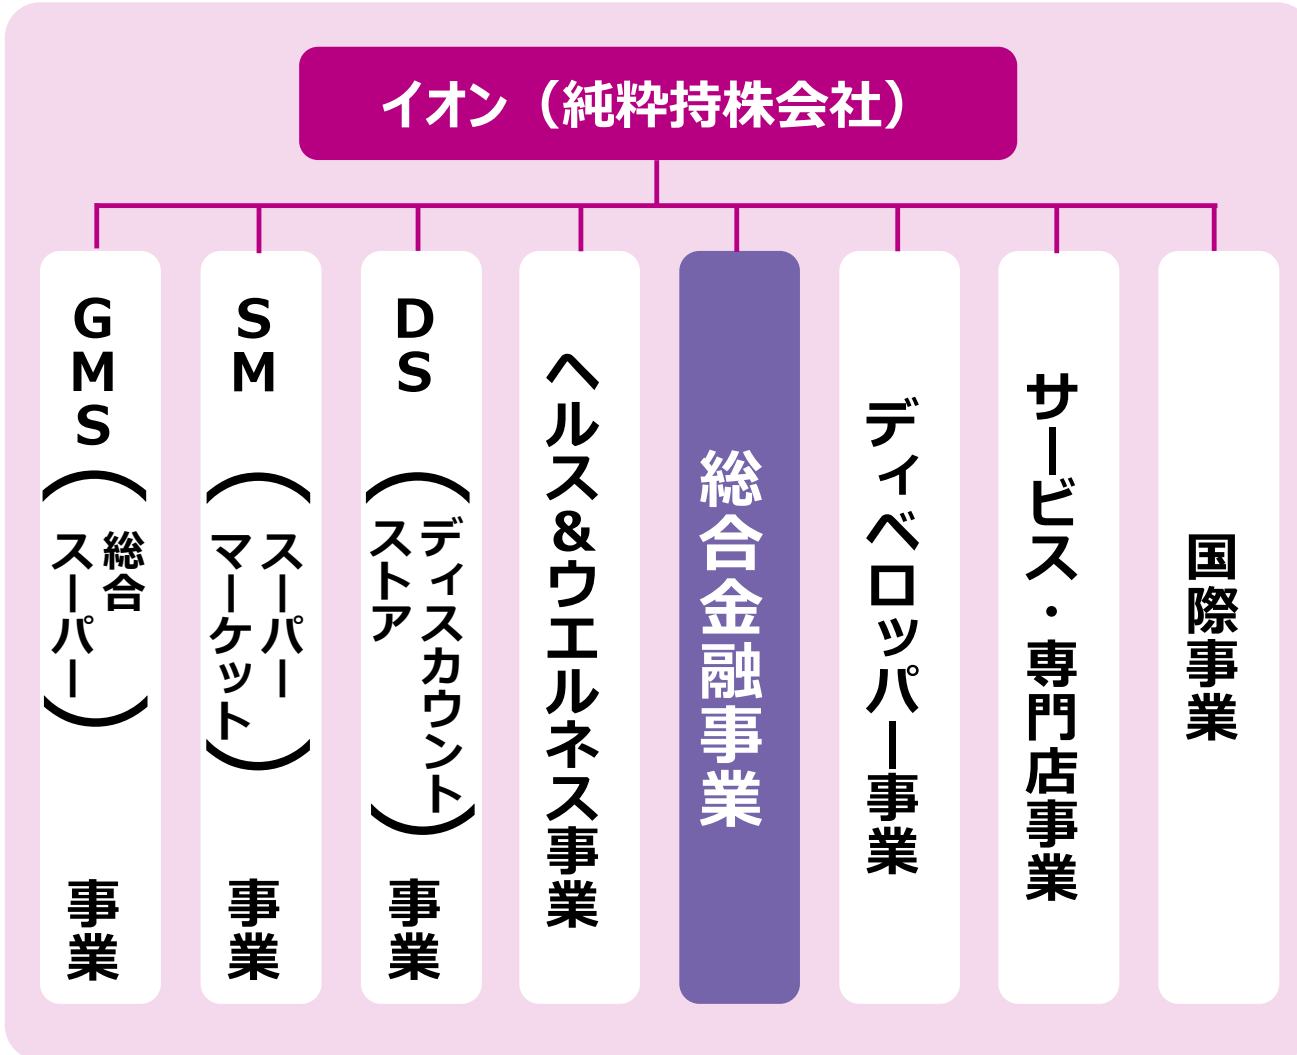 イオン（純粋持株会社）
GMS（総合スーパー）事業
SM（スーパーマーケット）事業
DS（ディスカウントストア）事業
ヘルス&ウエルネス事業
総合金融事業
ディベロッパー事業
サービス・専門店事業
国際事業